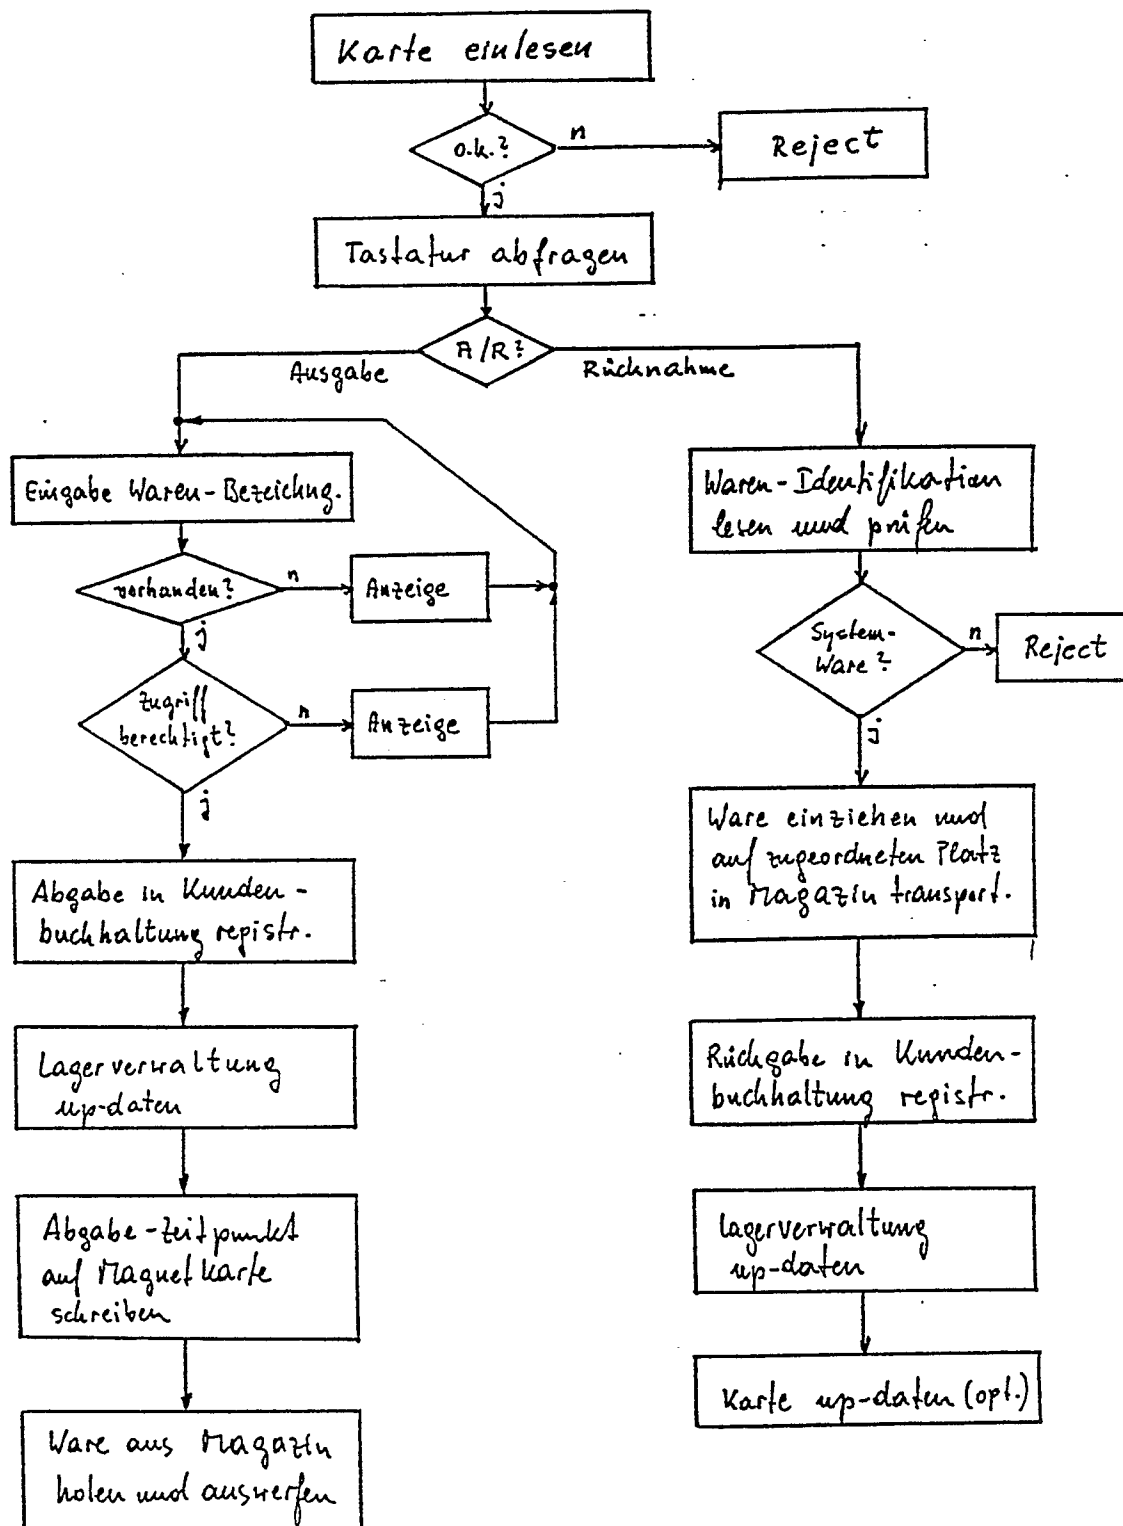 Karte einlesen
o.k.?
n
Reject
j
Tastatur abfragen
A/R?
Ausgabe
Rücknahme
Eingabe Waren-Bezeichng.
vorhanden?
n
Anzeige
j
Zugriff
berechtigt?
n
Anzeige
j
Abgabe in Kunden-
buchhaltung registr.
Lagerverwaltung
up-daten
Abgabe-Zeitpunkt
auf Magnetkarte
schreiben
Ware aus Magazin
holen und auswerfen
Waren-Identifikation
lesen und prüfen
System-
Ware?
n
Reject
j
Ware einziehen und
auf zugeordneten Platz
in Magazin transport.
Rückgabe in Kunden-
buchhaltung registr.
Lagerverwaltung
up-daten
Karte up-daten (opt.)